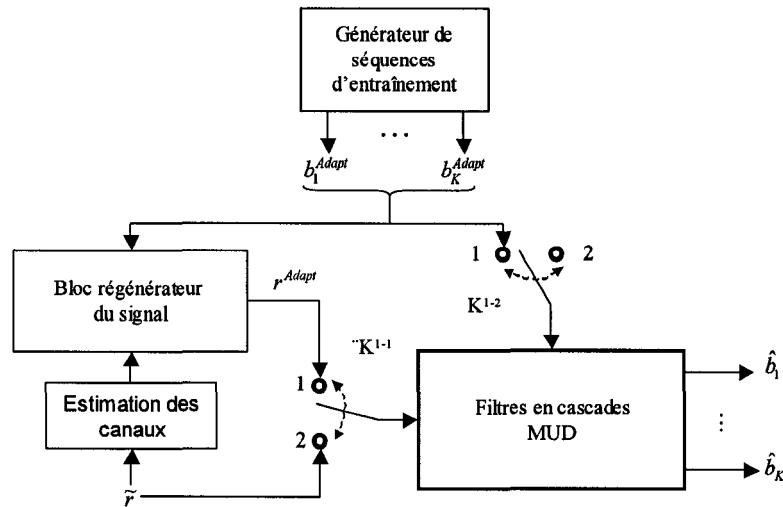 Générateur de
séquences
d'entraînement
...
b_1^{Adapt} b_K^{Adapt}
1 2
K^{1-2}
Bloc régénérateur
du signal
r^{Adapt}
¨K^{1-1}
1
2
Estimation des
canaux
r̃
Filtres en cascades
MUD
b̂_1
⋮
b̂_K